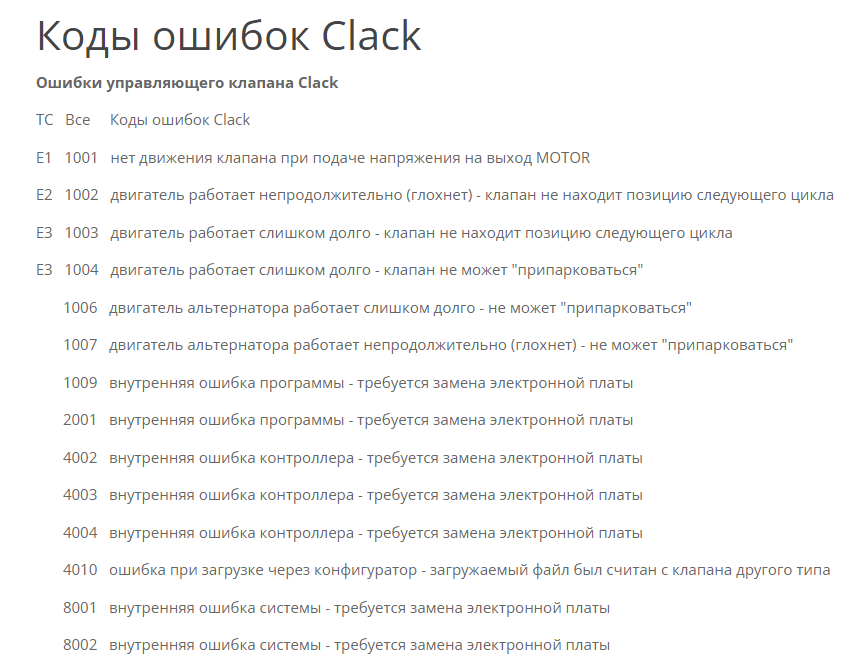 Коды ошибок Clack
Ошибки управляющего клапана Clack
TC Все Коды ошибок Clack
E1 1001 нет движения клапана при подаче напряжения на выход MOTOR
E2 1002 двигатель работает непродолжительно (глохнет) - клапан не находит позицию следующего цикла
E3 1003 двигатель работает слишком долго - клапан не находит позицию следующего цикла
E3 1004 двигатель работает слишком долго - клапан не может "припарковаться"
1006 двигатель альтернатора работает слишком долго - не может "припарковаться"
1007 двигатель альтернатора работает непродолжительно (глохнет) - не может "припарковаться"
1009 внутренняя ошибка программы - требуется замена электронной платы
2001 внутренняя ошибка программы - требуется замена электронной платы
4002 внутренняя ошибка контроллера - требуется замена электронной платы
4003 внутренняя ошибка контроллера - требуется замена электронной платы
4004 внутренняя ошибка контроллера - требуется замена электронной платы
4010 ошибка при загрузке через конфигуратор - загружаемый файл был считан с клапана другого типа
8001 внутренняя ошибка системы - требуется замена электронной платы
8002 внутренняя ошибка системы - требуется замена электронной платы